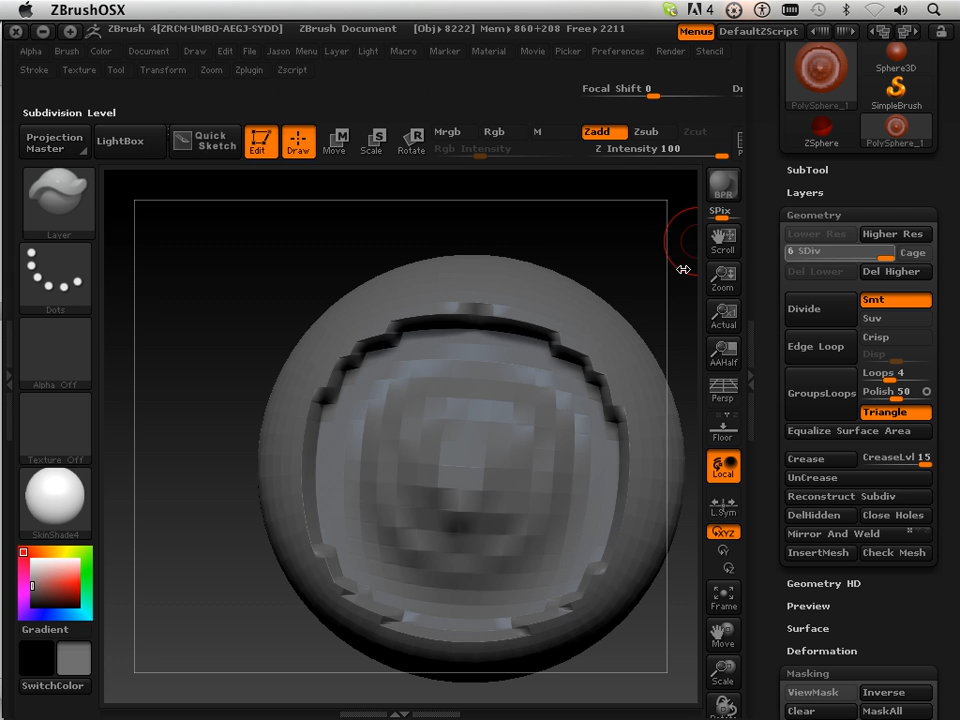 ZBrushOSX
4
ZBrush 4[ZRCM-UMBO-AEGJ-SYDD] ZBrush Document [Obj▸8222] Mem▸860+208 Free▸2211
Menus DefaultZScript
Alpha Brush Color Document Draw Edit File Jason Menu Layer Light Macro Marker Material Movie Picker Preferences Render Stencil
Stroke Texture Tool Transform Zoom Zplugin Zscript
Focal Shift 0
Subdivision Level
Projection Master
LightBox
Quick Sketch
Edit
Draw
Move
Scale
Rotate
Mrgb Rgb M
Rgb Intensity
Zadd Zsub Zcut
Z Intensity 100
Layer
Dots
Alpha Off
Texture Off
SkinShade4
Gradient
SwitchColor
BPR
SPix
Scroll
Zoom
Actual
AAHalf
Persp
Floor
Local
L.Sym
XYZ
Frame
Move
Scale
PolySphere_1
Sphere3D
SimpleBrush
ZSphere
PolySphere_1
SubTool
Layers
Geometry
Lower Res Higher Res
6 SDiv Cage
Del Lower Del Higher
Divide
Smt
Suv
Edge Loop
Crisp
Disp
GroupsLoops
Loops 4
Polish 50
Triangle
Equalize Surface Area
Crease CreaseLvl 15
UnCrease
Reconstruct Subdiv
DelHidden Close Holes
Mirror And Weld
InsertMesh Check Mesh
Geometry HD
Preview
Surface
Deformation
Masking
ViewMask Inverse
Clear MaskAll